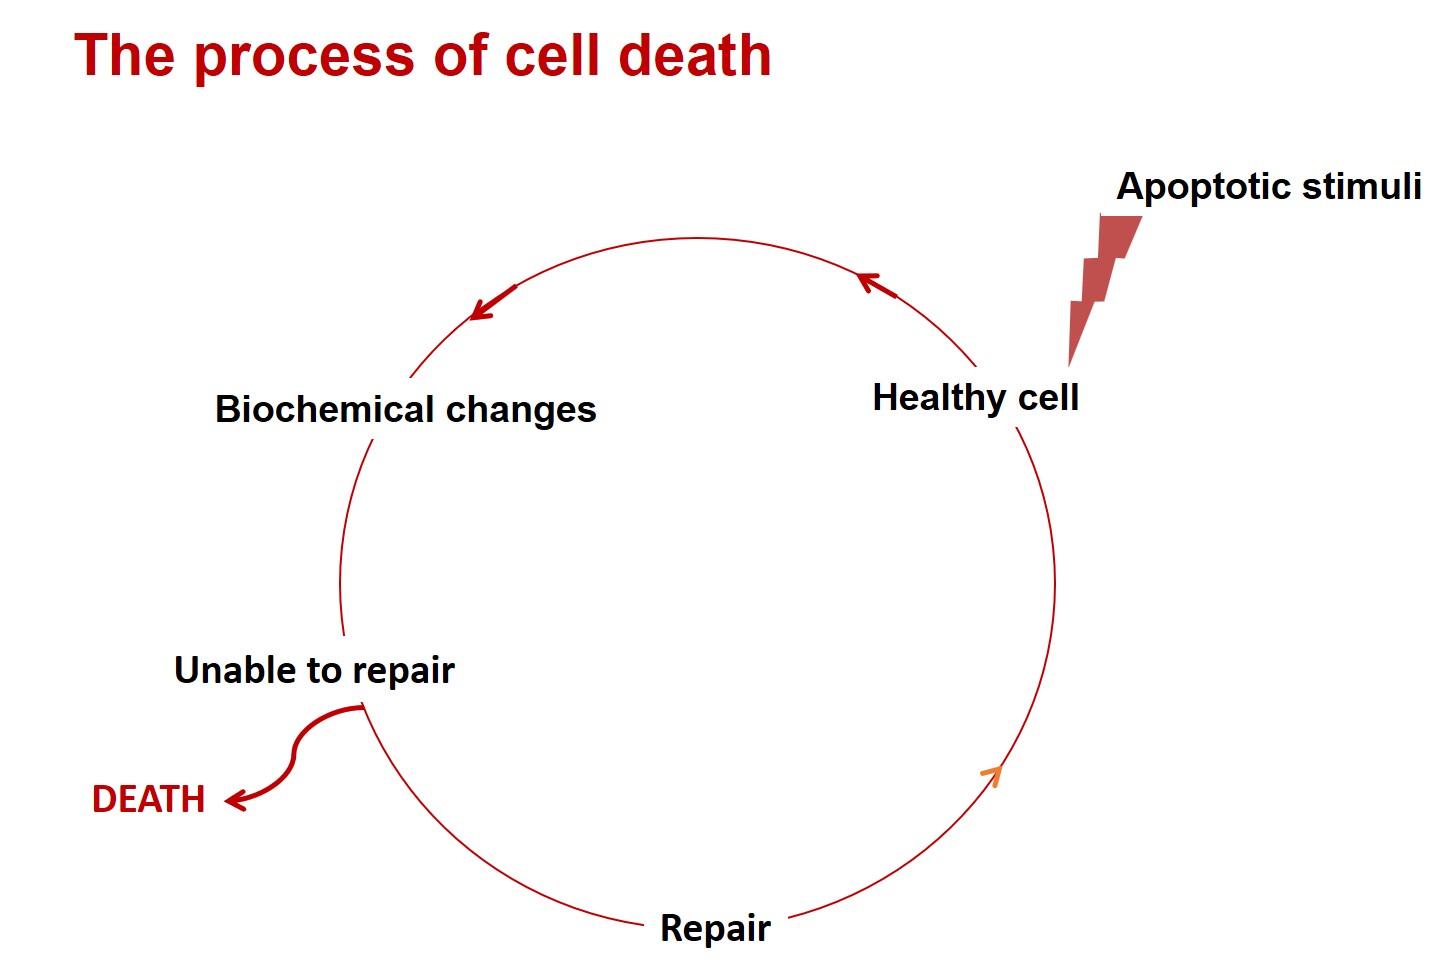 The process of cell death
Apoptotic stimuli
Healthy cell
Biochemical changes
Unable to repair
DEATH
Repair